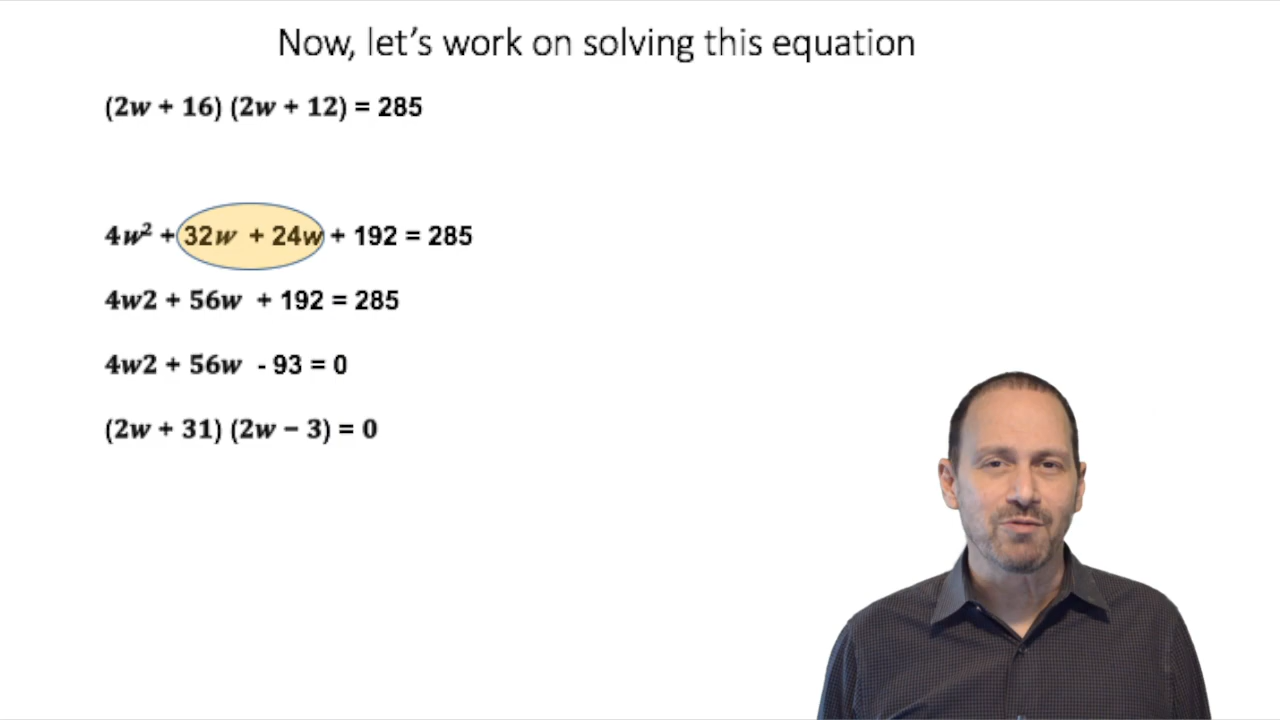 Now, let's work on solving this equation
(2w + 16) (2w + 12) = 285
4w² + 32w + 24w + 192 = 285
4w2 + 56w + 192 = 285
4w2 + 56w - 93 = 0
(2w + 31) (2w − 3) = 0